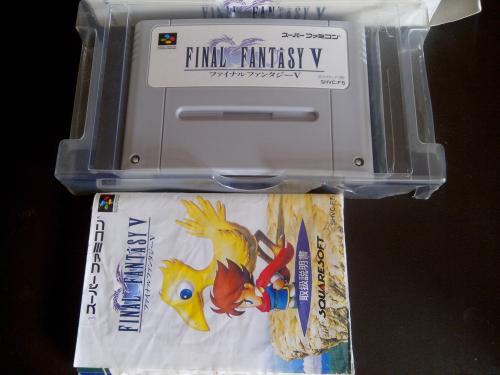 スーパーファミコン
FINAL FANTASY V
ファイナルファンタジーV
SHVC-F5
スーパーファミコン
FINAL FANTASY V
ファイナルファンタジーV
取扱説明書
SQUARESOFT